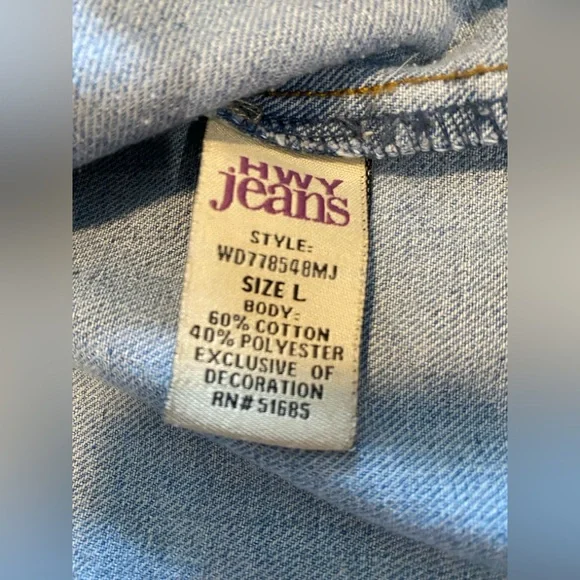 HWY
jeans
STYLE:
WD778548MJ
SIZE L
BODY:
60% COTTON
40% POLYESTER
EXCLUSIVE OF
DECORATION
RN# 51685